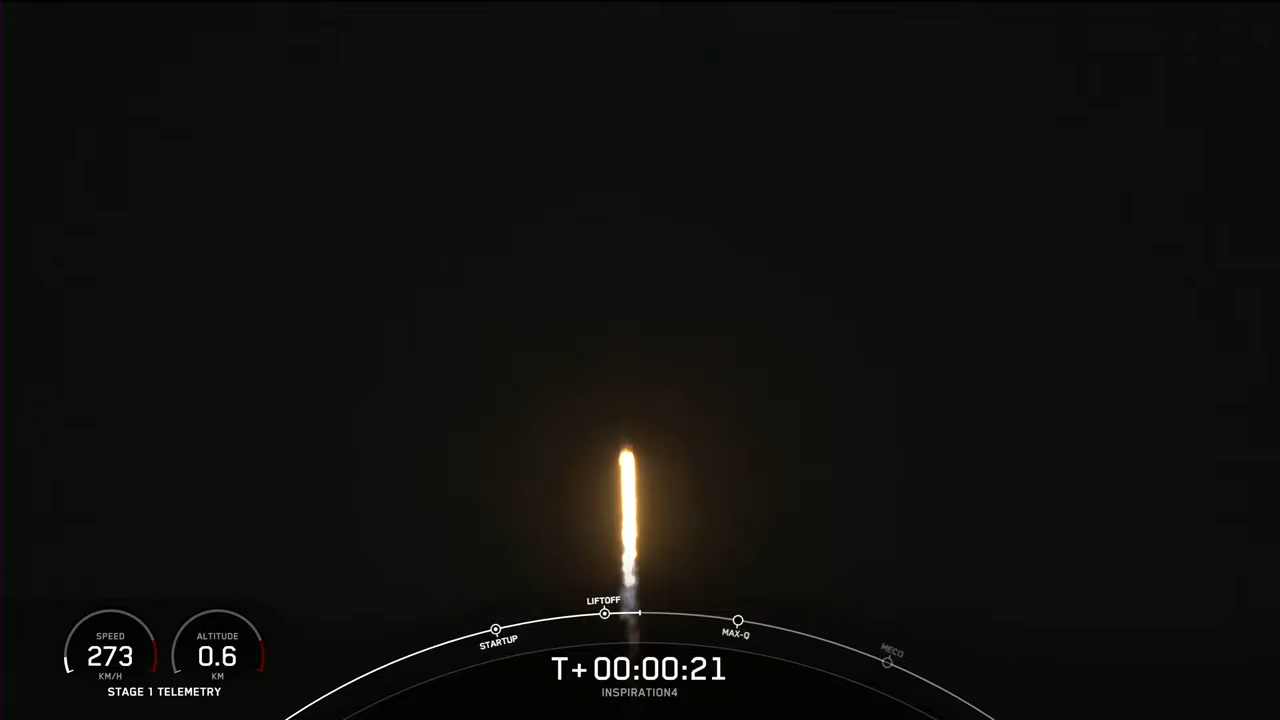 LIFTOFF
STARTUP
MAX-Q
MECO
SPEED
273
KM/H
ALTITUDE
0.6
KM
STAGE 1 TELEMETRY
T+00:00:21
INSPIRATION4